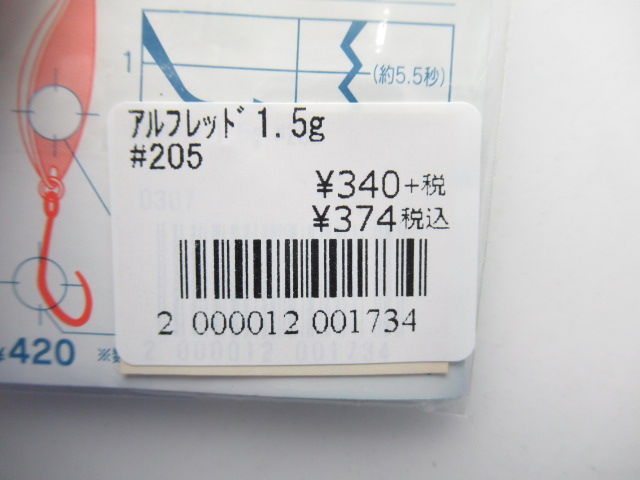 1
(約5.5秒)
アルフレッド 1.5g
#205
¥340+税
¥374税込
2 000012 001734
¥420 ※